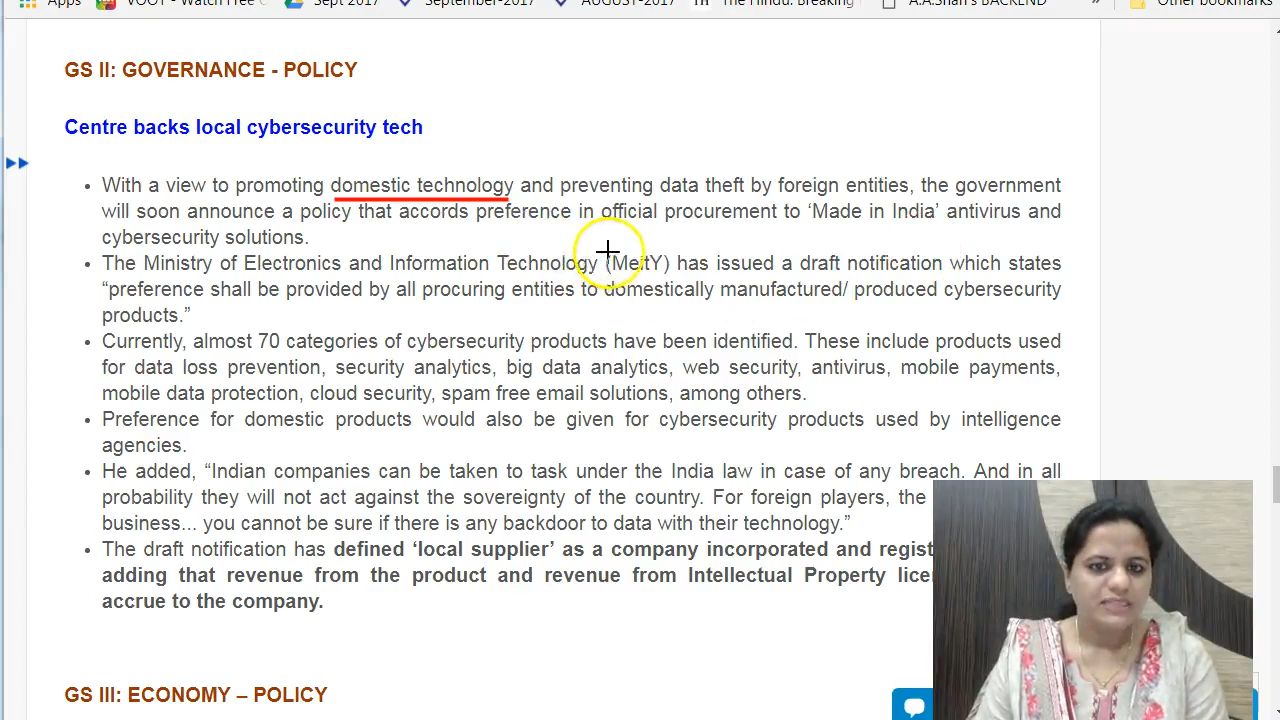 Apps VOOT - Watch Free Sept 2017 September-2017 AUGUST-2017 TH The Hindu: Breaking A.A.Shah's BACKEND » Other bookmarks
GS II: GOVERNANCE - POLICY
Centre backs local cybersecurity tech
• With a view to promoting domestic technology and preventing data theft by foreign entities, the government
will soon announce a policy that accords preference in official procurement to ‘Made in India’ antivirus and
cybersecurity solutions.
• The Ministry of Electronics and Information Technology (MeitY) has issued a draft notification which states
“preference shall be provided by all procuring entities to domestically manufactured/ produced cybersecurity
products.”
• Currently, almost 70 categories of cybersecurity products have been identified. These include products used
for data loss prevention, security analytics, big data analytics, web security, antivirus, mobile payments,
mobile data protection, cloud security, spam free email solutions, among others.
• Preference for domestic products would also be given for cybersecurity products used by intelligence
agencies.
• He added, “Indian companies can be taken to task under the India law in case of any breach. And in all
probability they will not act against the sovereignty of the country. For foreign players, the
business... you cannot be sure if there is any backdoor to data with their technology.”
• The draft notification has defined ‘local supplier’ as a company incorporated and regist
adding that revenue from the product and revenue from Intellectual Property lice
accrue to the company.
GS III: ECONOMY – POLICY